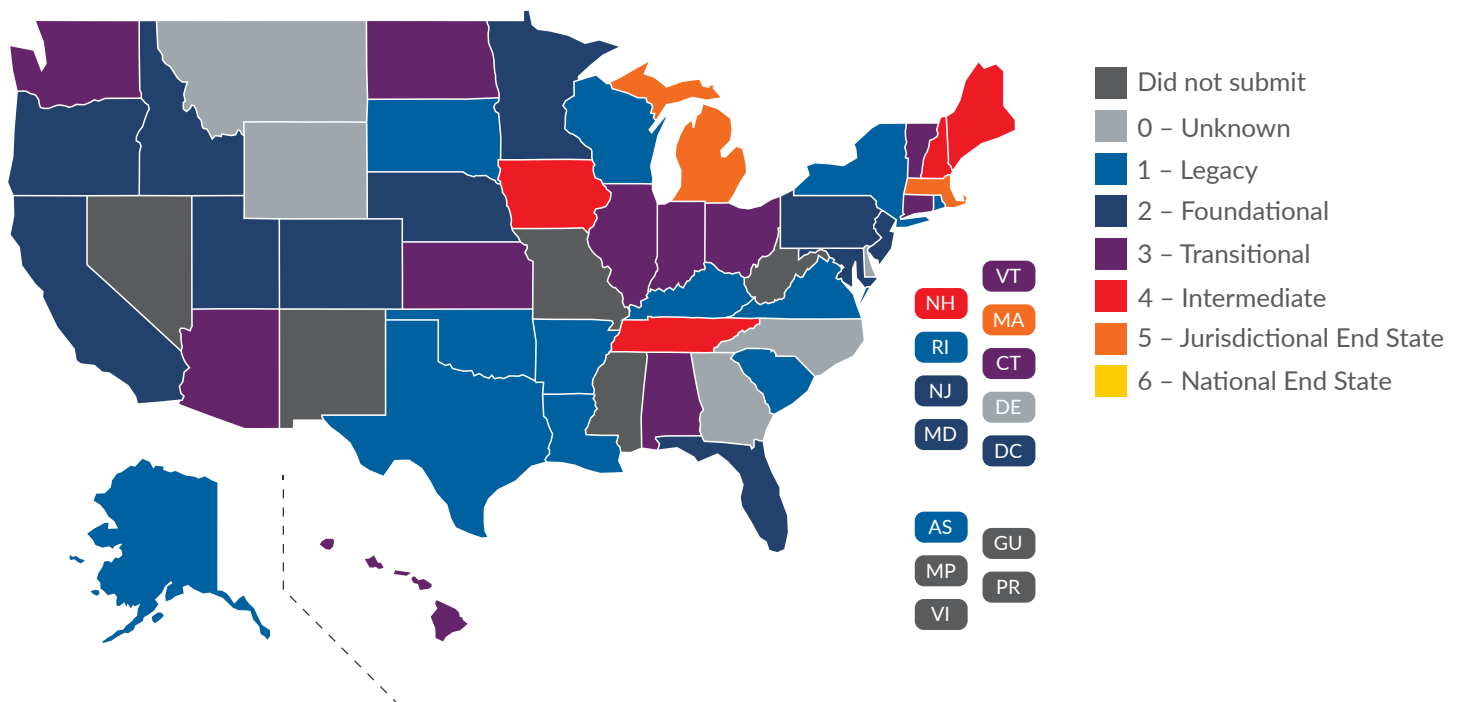 VT
NH
MA
RI
CT
NJ
DE
MD
DC
AS
GU
MP
PR
VI
Did not submit
0 – Unknown
1 – Legacy
2 – Foundational
3 – Transitional
4 – Intermediate
5 – Jurisdictional End State
6 – National End State